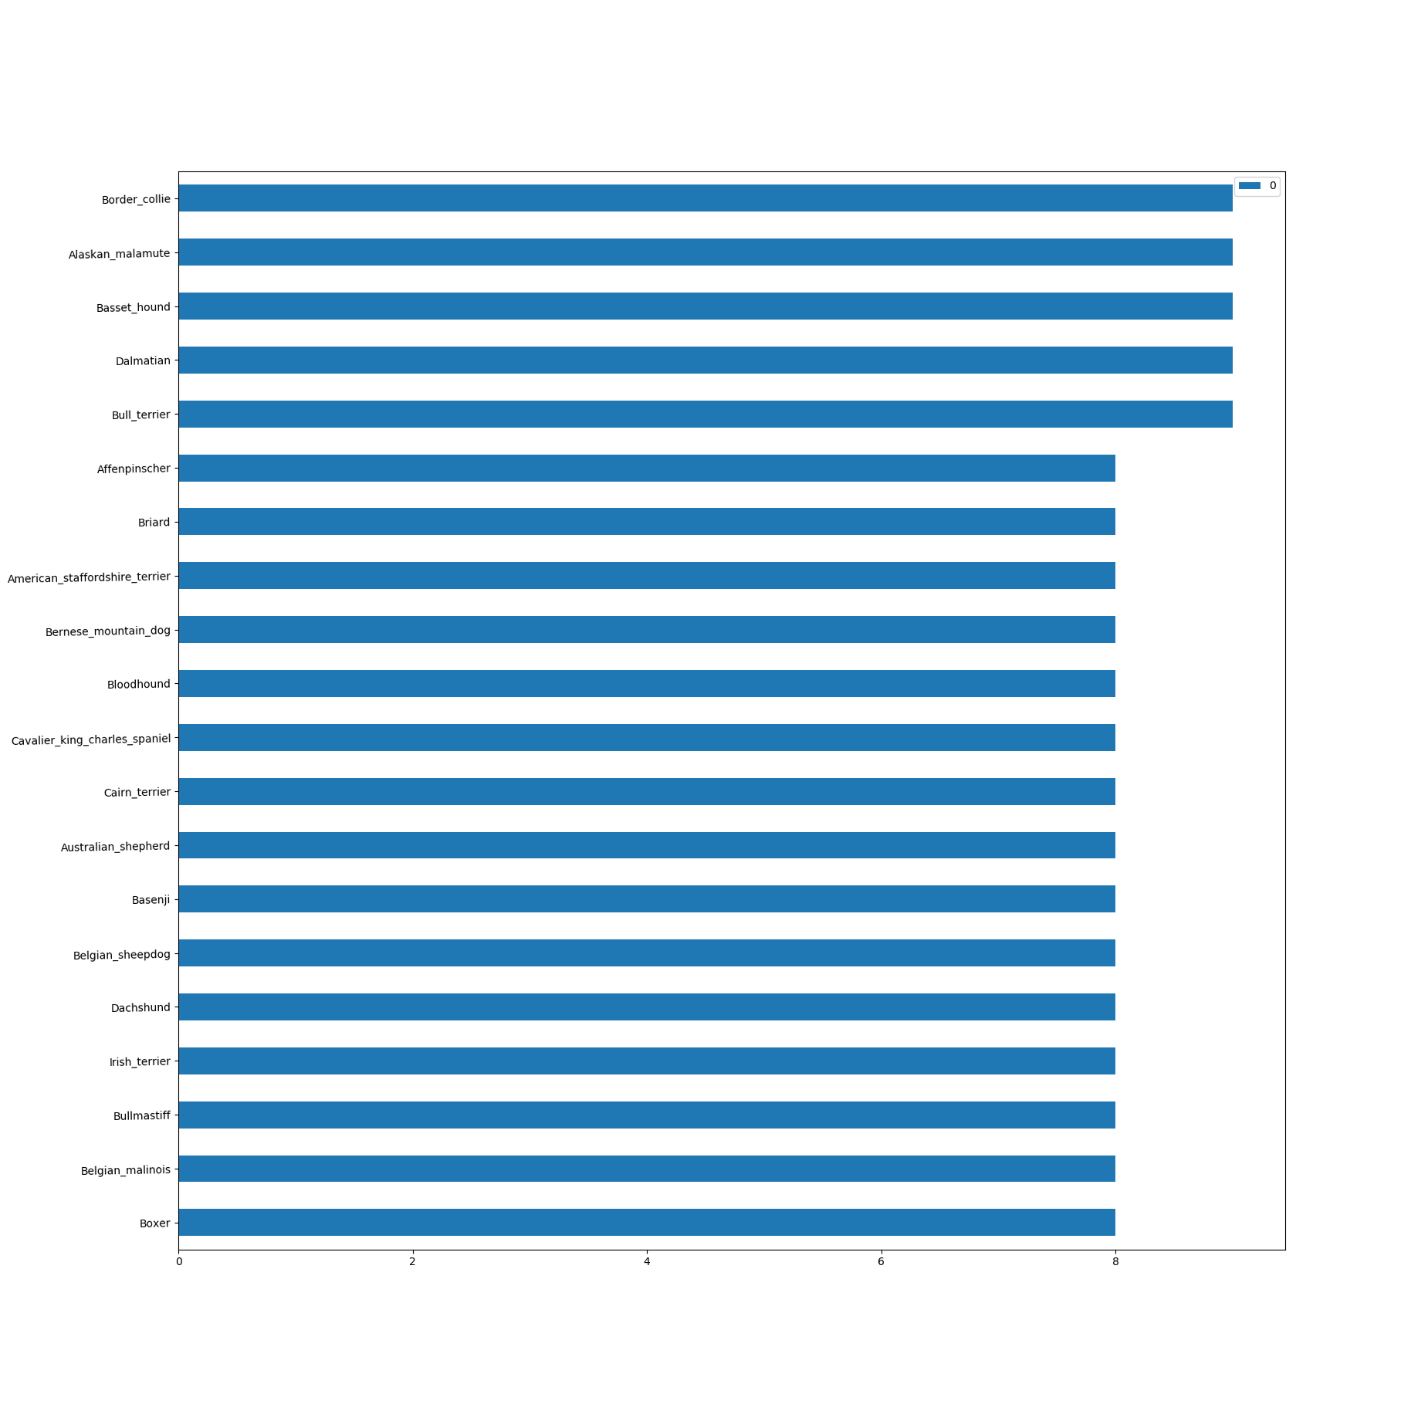 0
Border_collie
Alaskan_malamute
Basset_hound
Dalmatian
Bull_terrier
Affenpinscher
Briard
American_staffordshire_terrier
Bernese_mountain_dog
Bloodhound
Cavalier_king_charles_spaniel
Cairn_terrier
Australian_shepherd
Basenji
Belgian_sheepdog
Dachshund
Irish_terrier
Bullmastiff
Belgian_malinois
Boxer
0 2 4 6 8